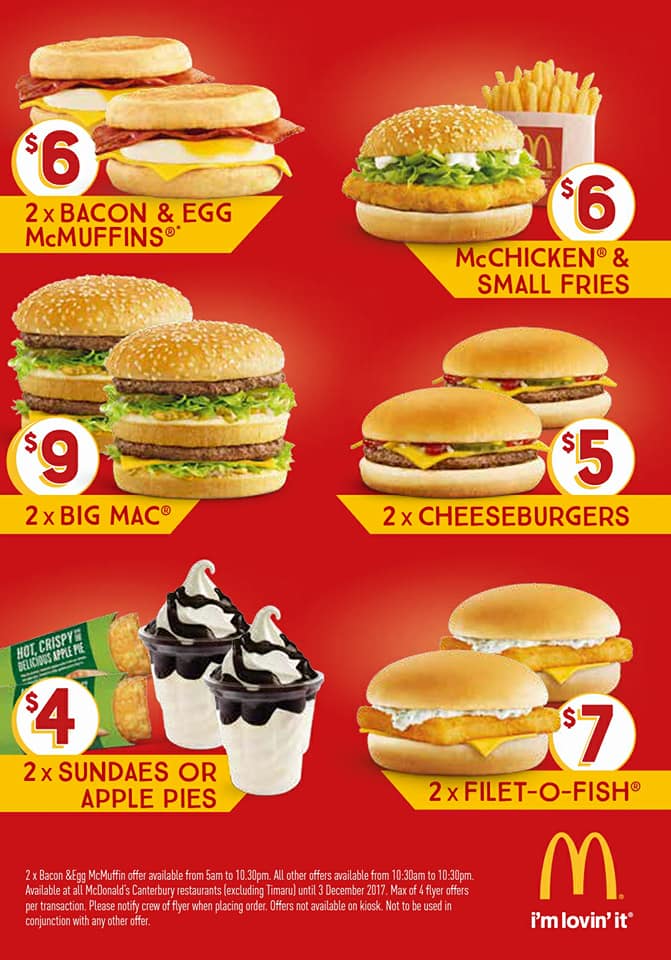 $6
2 x BACON & EGG
McMUFFINS®*
$6
McCHICKEN® &
SMALL FRIES
$9
2 x BIG MAC®
$5
2 x CHEESEBURGERS
HOT, CRISPY
DELICIOUS APPLE PIE
$4
2 x SUNDAES OR
APPLE PIES
$7
2 x FILET-O-FISH®
2 x Bacon &Egg McMuffin offer available from 5am to 10.30pm. All other offers available from 10:30am to 10:30pm.
Available at all McDonald's Canterbury restaurants (excluding Timaru) until 3 December 2017. Max of 4 flyer offers
per transaction. Please notify crew of flyer when placing order. Offers not available on kiosk. Not to be used in
conjunction with any other offer.
i'm lovin' it®